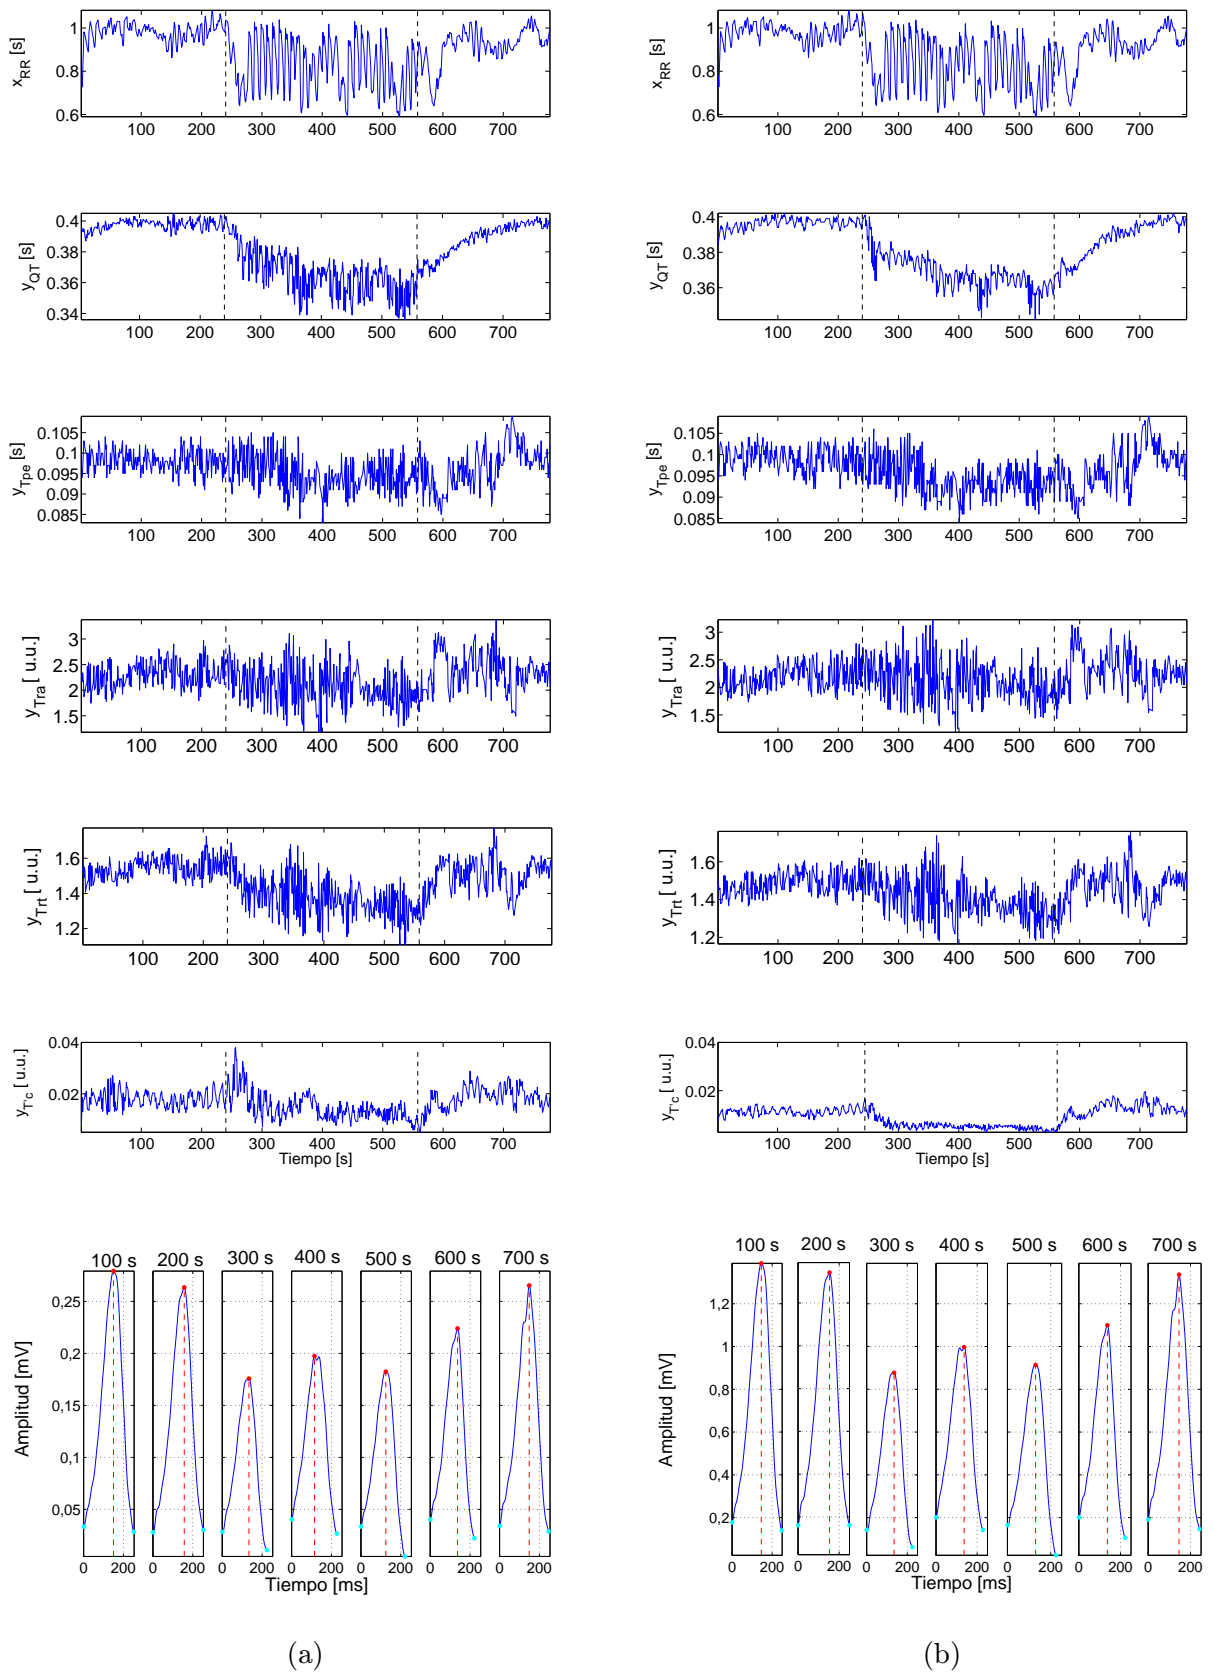 x_RR [s]
1
0.8
0.6
100 200 300 400 500 600 700
y_QT [s]
0.4
0.38
0.36
0.34
100 200 300 400 500 600 700
y_Tpe [s]
0.105
0.1
0.095
0.09
0.085
100 200 300 400 500 600 700
y_Tra [ u.u.]
3
2.5
2
1.5
100 200 300 400 500 600 700
y_Trt [ u.u.]
1.6
1.4
1.2
100 200 300 400 500 600 700
y_T'c [ u.u.]
0.04
0.02
100 200 300 400 500 600 700
Tiempo [s]
100 s 200 s 300 s 400 s 500 s 600 s 700 s
Amplitud [mV]
0,25
0,2
0,15
0,1
0,05
0 200 0 200 0 200 0 200 0 200 0 200 0 200
Tiempo [ms]
(a)
x_RR [s]
1
0.8
0.6
100 200 300 400 500 600 700
y_QT [s]
0.4
0.38
0.36
100 200 300 400 500 600 700
y_Tpe [s]
0.105
0.1
0.095
0.09
0.085
100 200 300 400 500 600 700
y_Tra [ u.u.]
3
2.5
2
1.5
100 200 300 400 500 600 700
y_Trt [ u.u.]
1.6
1.4
1.2
100 200 300 400 500 600 700
y_T'c [ u.u.]
0.04
0.02
100 200 300 400 500 600 700
Tiempo [s]
100 s 200 s 300 s 400 s 500 s 600 s 700 s
Amplitud [mV]
1,2
1
0,8
0,6
0,4
0,2
0 200 0 200 0 200 0 200 0 200 0 200 0 200
Tiempo [ms]
(b)